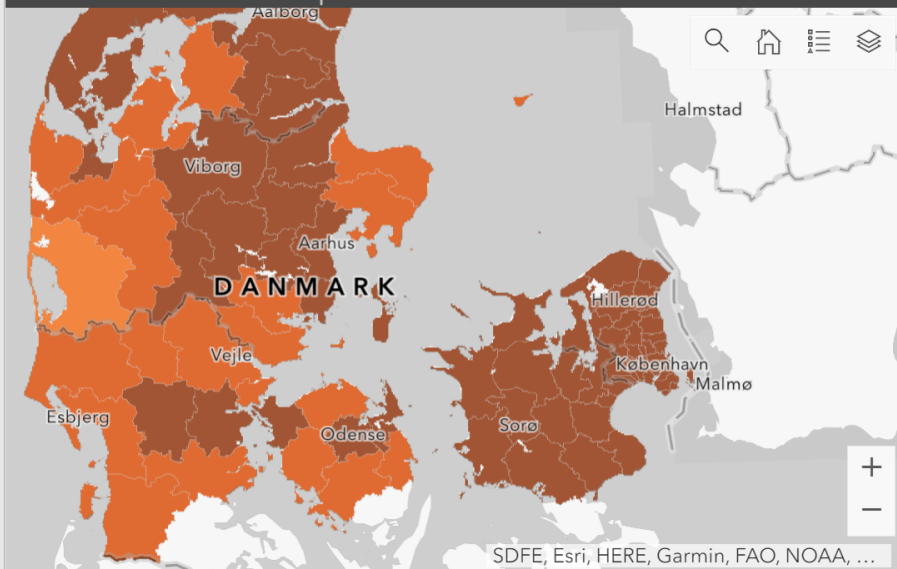 Aalborg
Halmstad
Viborg
Aarhus
DANMARK
Hillerød
Vejle
København
Malmø
Esbjerg
Sorø
Odense
+
−
SDFE, Esri, HERE, Garmin, FAO, NOAA, ...